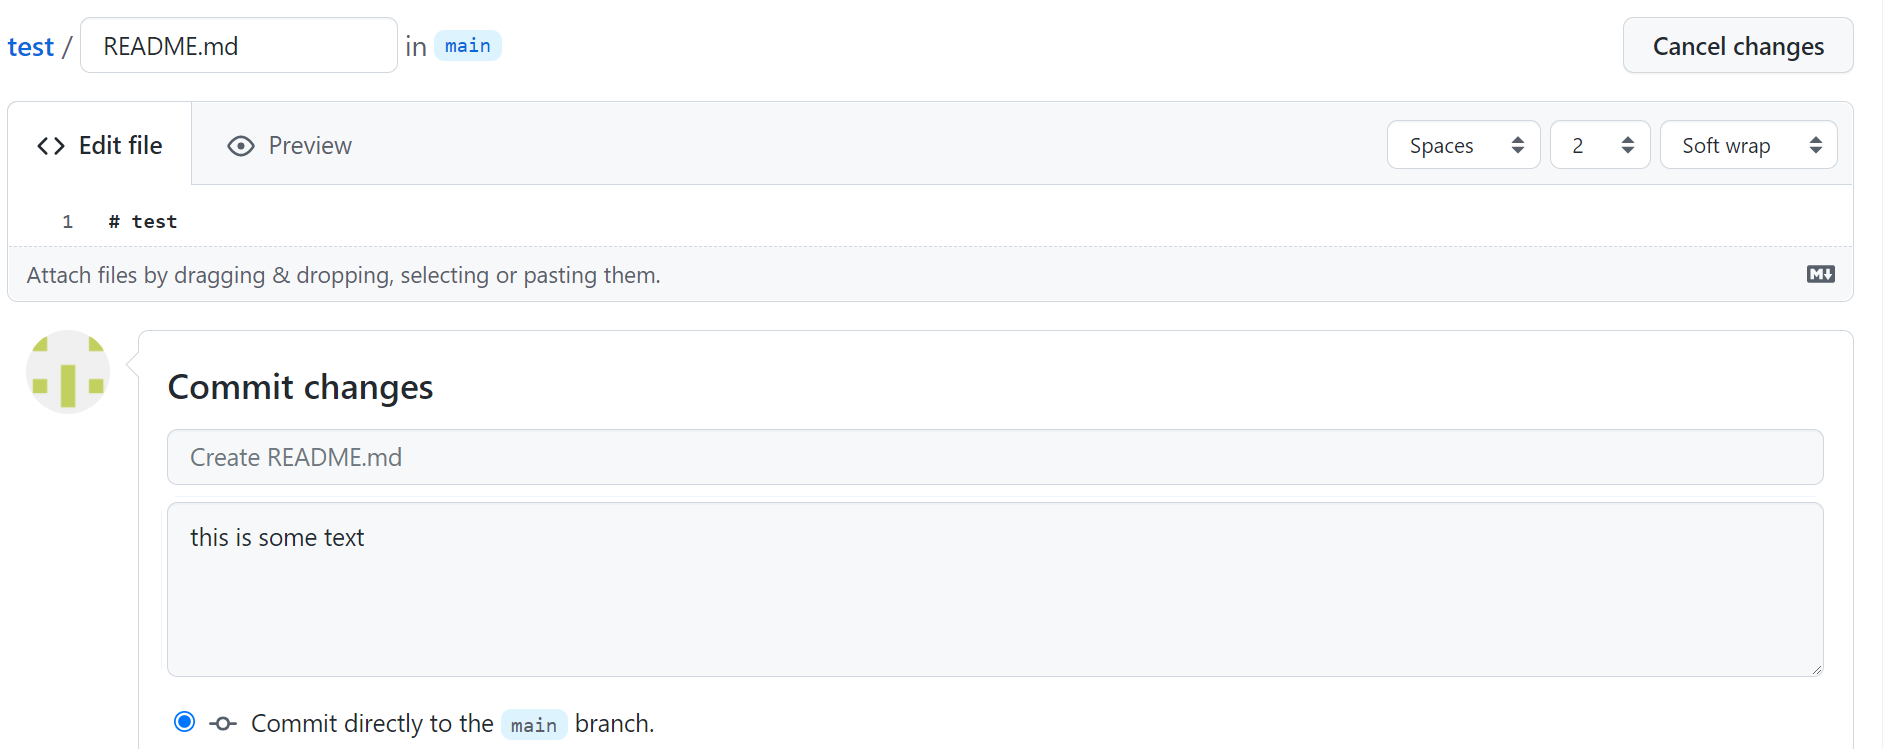 test / README.md in main Cancel changes
Edit file Preview Spaces 2 Soft wrap
1 # test
Attach files by dragging & dropping, selecting or pasting them.
Commit changes
Create README.md
this is some text
Commit directly to the main branch.